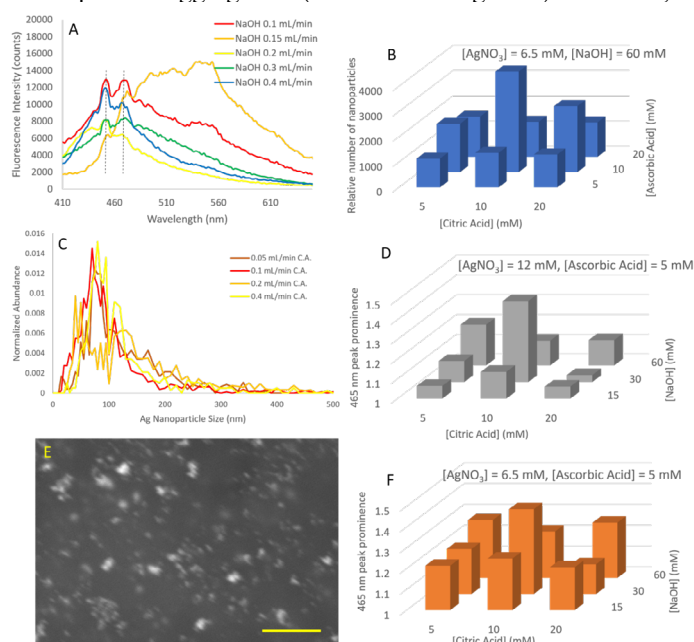 A
20000
18000
16000
14000
12000
10000
8000
6000
4000
2000
0
410
460
510
560
610
Wavelength (nm)
Fluorescence Intensity (counts)
NaOH 0.1 mL/min
NaOH 0.15 mL/min
NaOH 0.2 mL/min
NaOH 0.3 mL/min
NaOH 0.4 mL/min
B
[AgNO3] = 6.5 mM, [NaOH] = 60 mM
Relative number of nanoparticles
4000
3000
2000
1000
0
5
10
20
[Citric Acid] (mM)
5
10
20
[Ascorbic Acid] (mM)
C
0.016
0.014
0.012
0.01
0.008
0.006
0.004
0.002
0
0
100
200
300
400
500
Ag Nanoparticle Size (nm)
Normalized Abundance
0.05 mL/min C.A.
0.1 mL/min C.A.
0.2 mL/min C.A.
0.4 mL/min C.A.
D
[AgNO3] = 12 mM, [Ascorbic Acid] = 5 mM
465 nm peak prominence
1.5
1.4
1.3
1.2
1.1
1
5
10
20
[Citric Acid] (mM)
15
30
60
[NaOH] (mM)
E
F
[AgNO3] = 6.5 mM, [Ascorbic Acid] = 5 mM
465 nm peak prominence
1.5
1.4
1.3
1.2
1.1
1
5
10
20
[Citric Acid] (mM)
15
30
60
[NaOH] (mM)